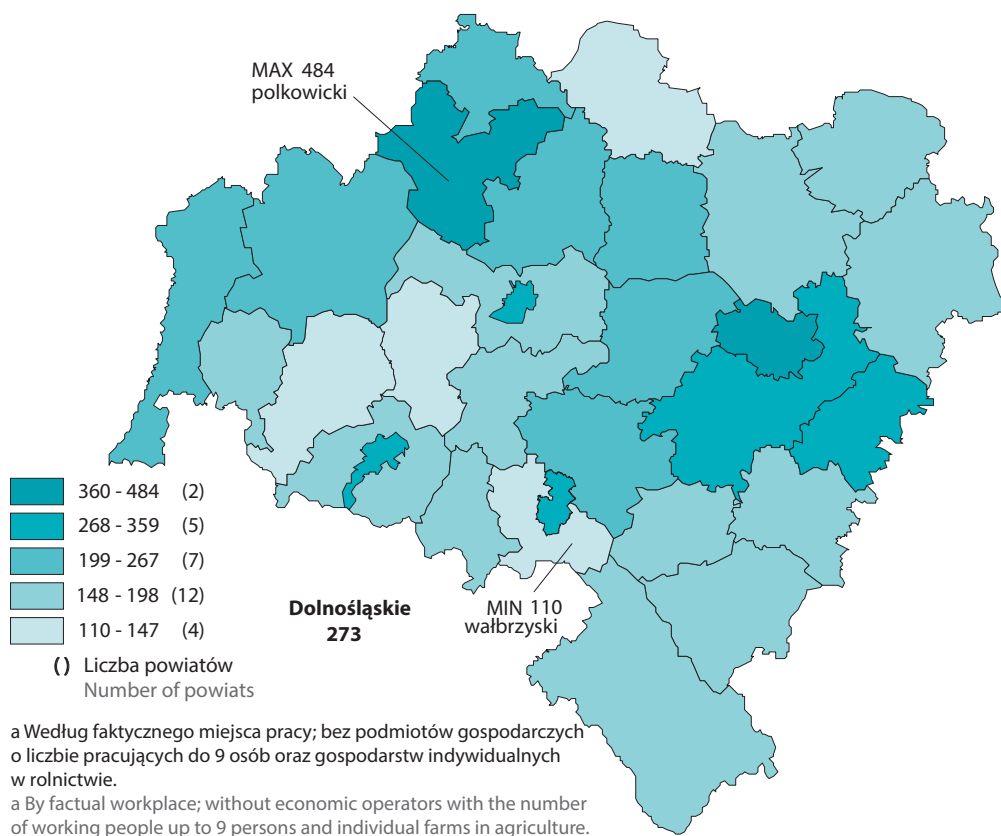 MAX 484
polkowicki
360 - 484 (2)
268 - 359 (5)
199 - 267 (7)
148 - 198 (12)
110 - 147 (4)
( ) Liczba powiatów
Number of powiats
Dolnośląskie
273
MIN 110
wałbrzyski
a Według faktycznego miejsca pracy; bez podmiotów gospodarczych
o liczbie pracujących do 9 osób oraz gospodarstw indywidualnych
w rolnictwie.
a By factual workplace; without economic operators with the number
of working people up to 9 persons and individual farms in agriculture.